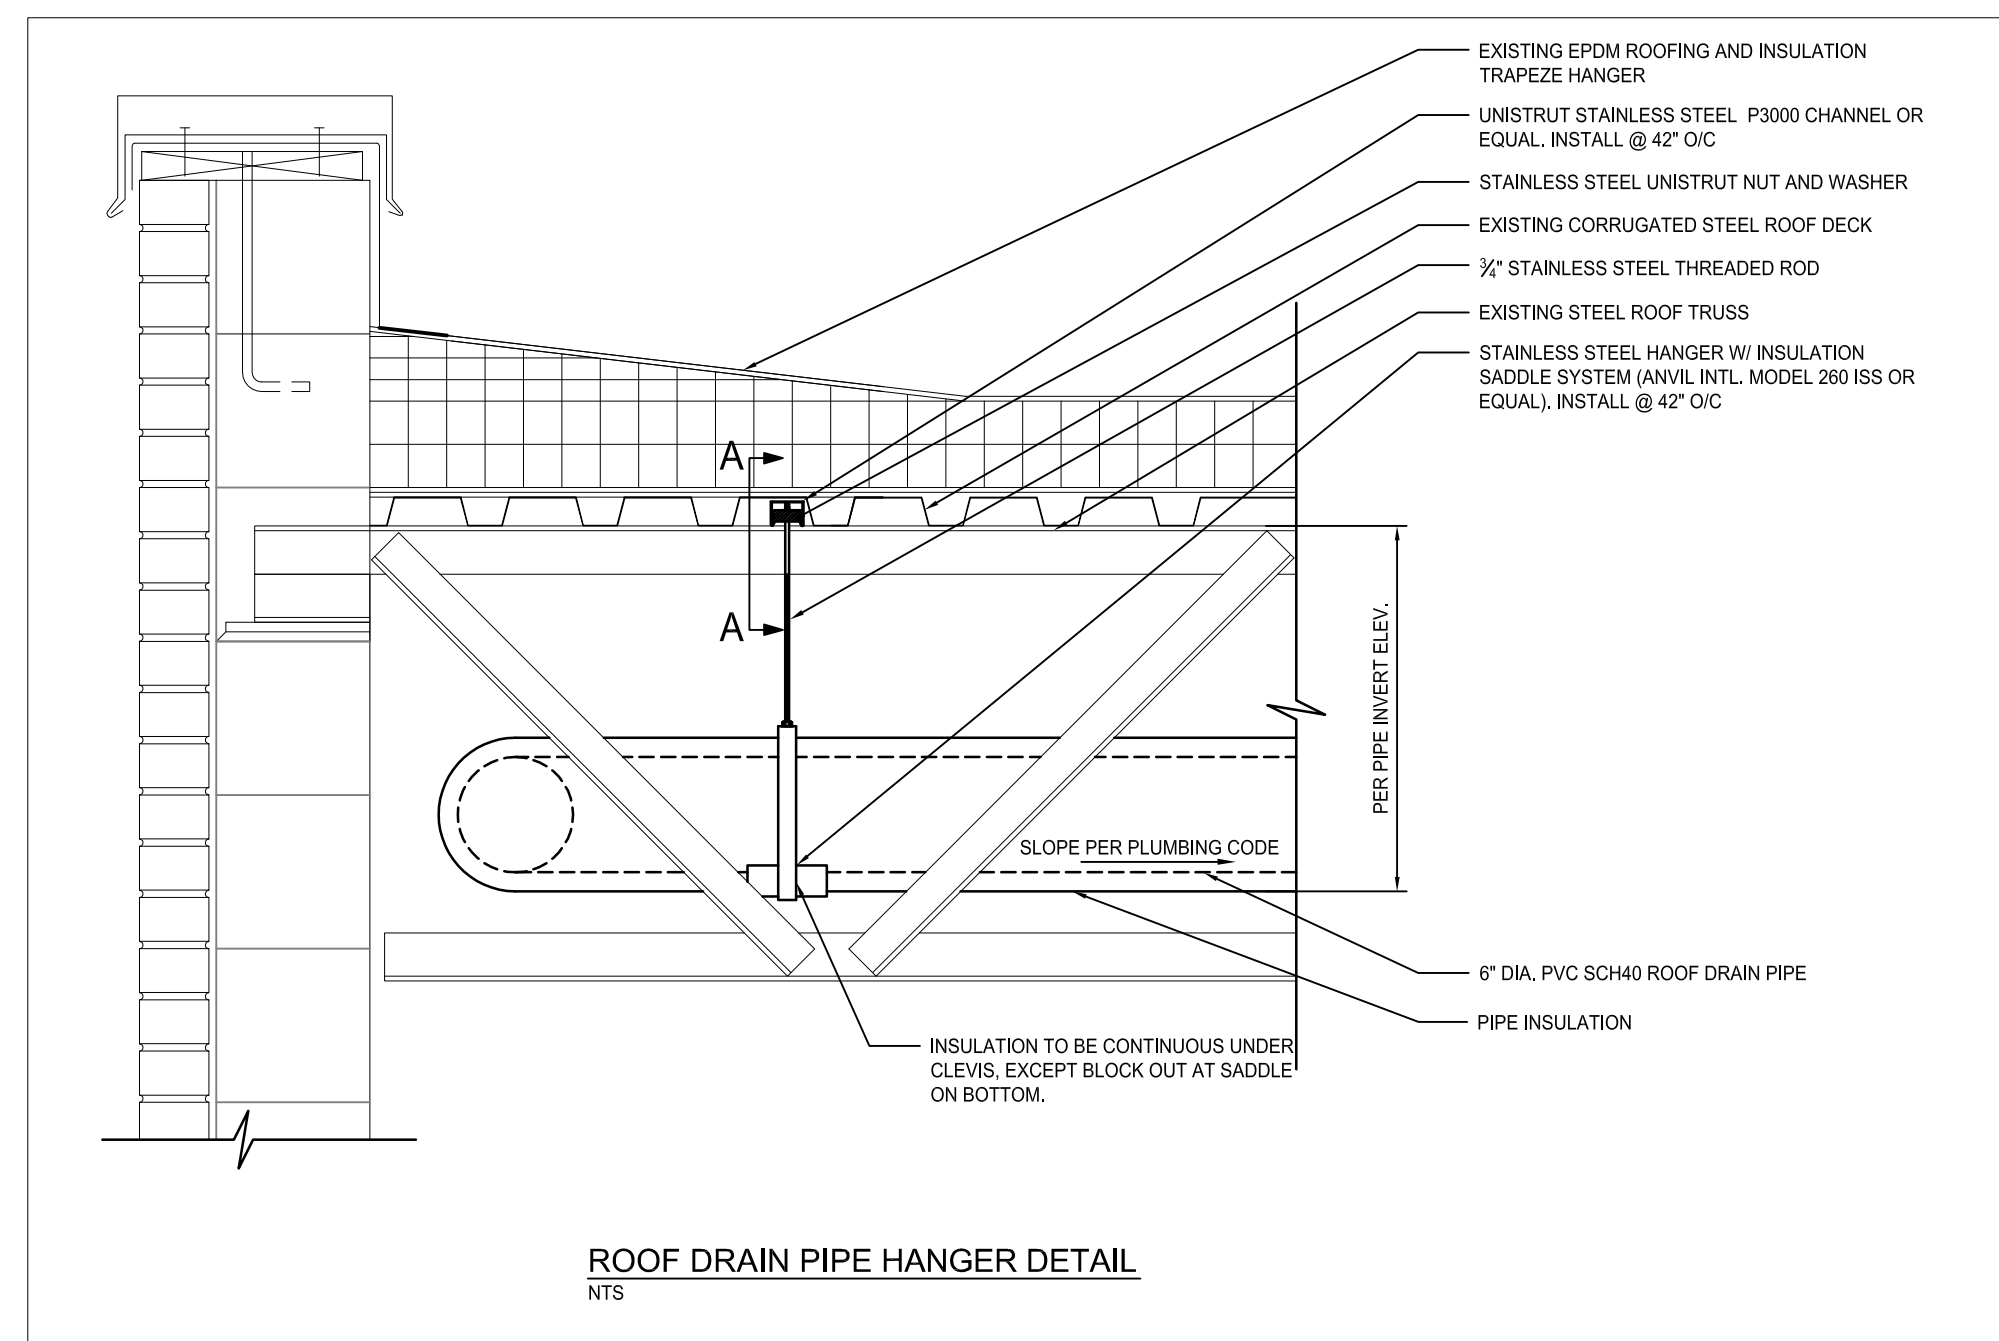 EXISTING EPDM ROOFING AND INSULATION
TRAPEZE HANGER
UNISTRUT STAINLESS STEEL P3000 CHANNEL OR
EQUAL. INSTALL @ 42" O/C
STAINLESS STEEL UNISTRUT NUT AND WASHER
EXISTING CORRUGATED STEEL ROOF DECK
¾" STAINLESS STEEL THREADED ROD
EXISTING STEEL ROOF TRUSS
STAINLESS STEEL HANGER W/ INSULATION
SADDLE SYSTEM (ANVIL INTL. MODEL 260 ISS OR
EQUAL). INSTALL @ 42" O/C
A
A
PER PIPE INVERT ELEV.
SLOPE PER PLUMBING CODE
6" DIA. PVC SCH40 ROOF DRAIN PIPE
PIPE INSULATION
INSULATION TO BE CONTINUOUS UNDER
CLEVIS, EXCEPT BLOCK OUT AT SADDLE
ON BOTTOM.
ROOF DRAIN PIPE HANGER DETAIL
NTS